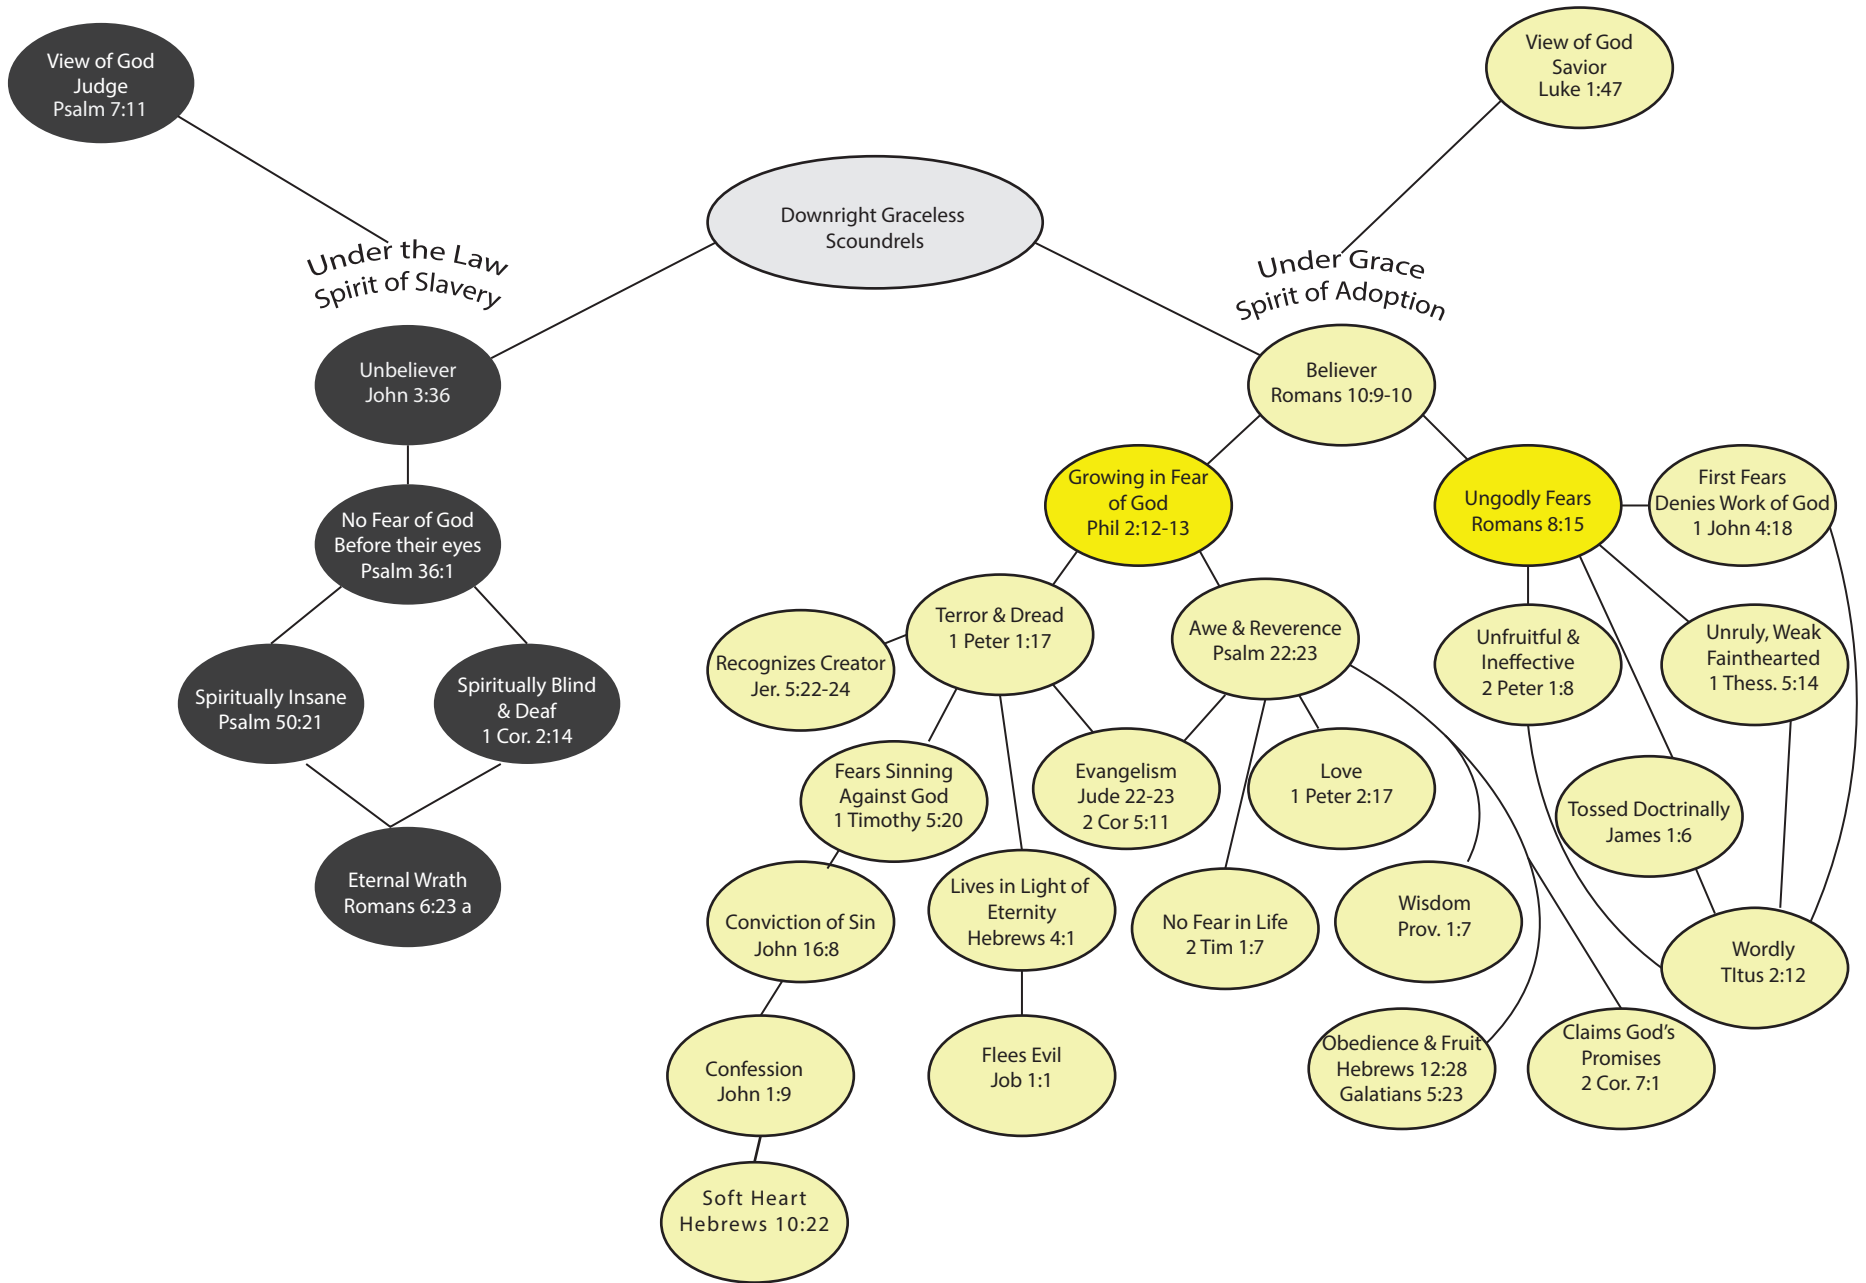 View of God
Judge
Psalm 7:11
View of God
Savior
Luke 1:47
Downright Graceless
Scoundrels
Under the Law
Spirit of Slavery
Under Grace
Spirit of Adoption
Unbeliever
John 3:36
Believer
Romans 10:9-10
No Fear of God
Before their eyes
Psalm 36:1
Growing in Fear
of God
Phil 2:12-13
Ungodly Fears
Romans 8:15
First Fears
Denies Work of God
1 John 4:18
Spiritually Insane
Psalm 50:21
Spiritually Blind
& Deaf
1 Cor. 2:14
Eternal Wrath
Romans 6:23 a
Recognizes Creator
Jer. 5:22-24
Terror & Dread
1 Peter 1:17
Awe & Reverence
Psalm 22:23
Unfruitful &
Ineffective
2 Peter 1:8
Unruly, Weak
Fainthearted
1 Thess. 5:14
Fears Sinning
Against God
1 Timothy 5:20
Evangelism
Jude 22-23
2 Cor 5:11
Love
1 Peter 2:17
Tossed Doctrinally
James 1:6
Conviction of Sin
John 16:8
Lives in Light of
Eternity
Hebrews 4:1
No Fear in Life
2 Tim 1:7
Wisdom
Prov. 1:7
Wordly
TItus 2:12
Confession
John 1:9
Flees Evil
Job 1:1
Obedience & Fruit
Hebrews 12:28
Galatians 5:23
Claims God's
Promises
2 Cor. 7:1
Soft Heart
Hebrews 10:22